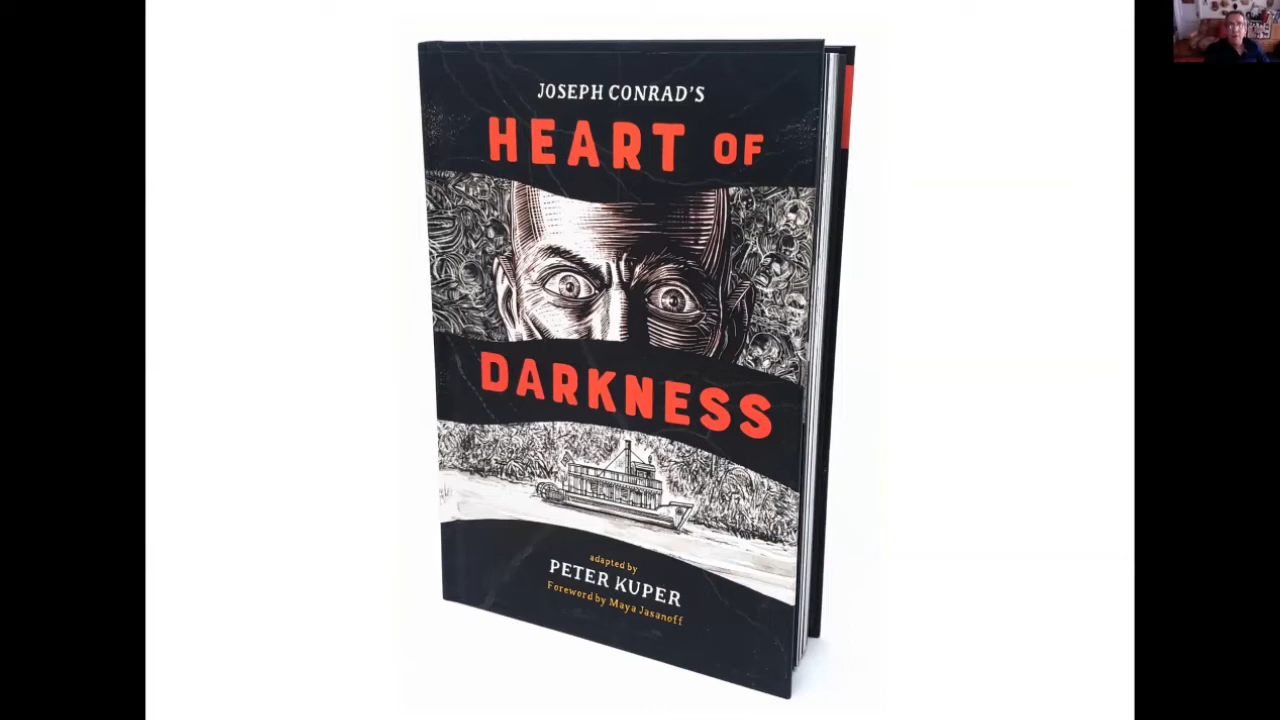 JOSEPH CONRAD'S
HEART OF
DARKNESS
adapted by
PETER KUPER
Foreword by Maya Jasanoff